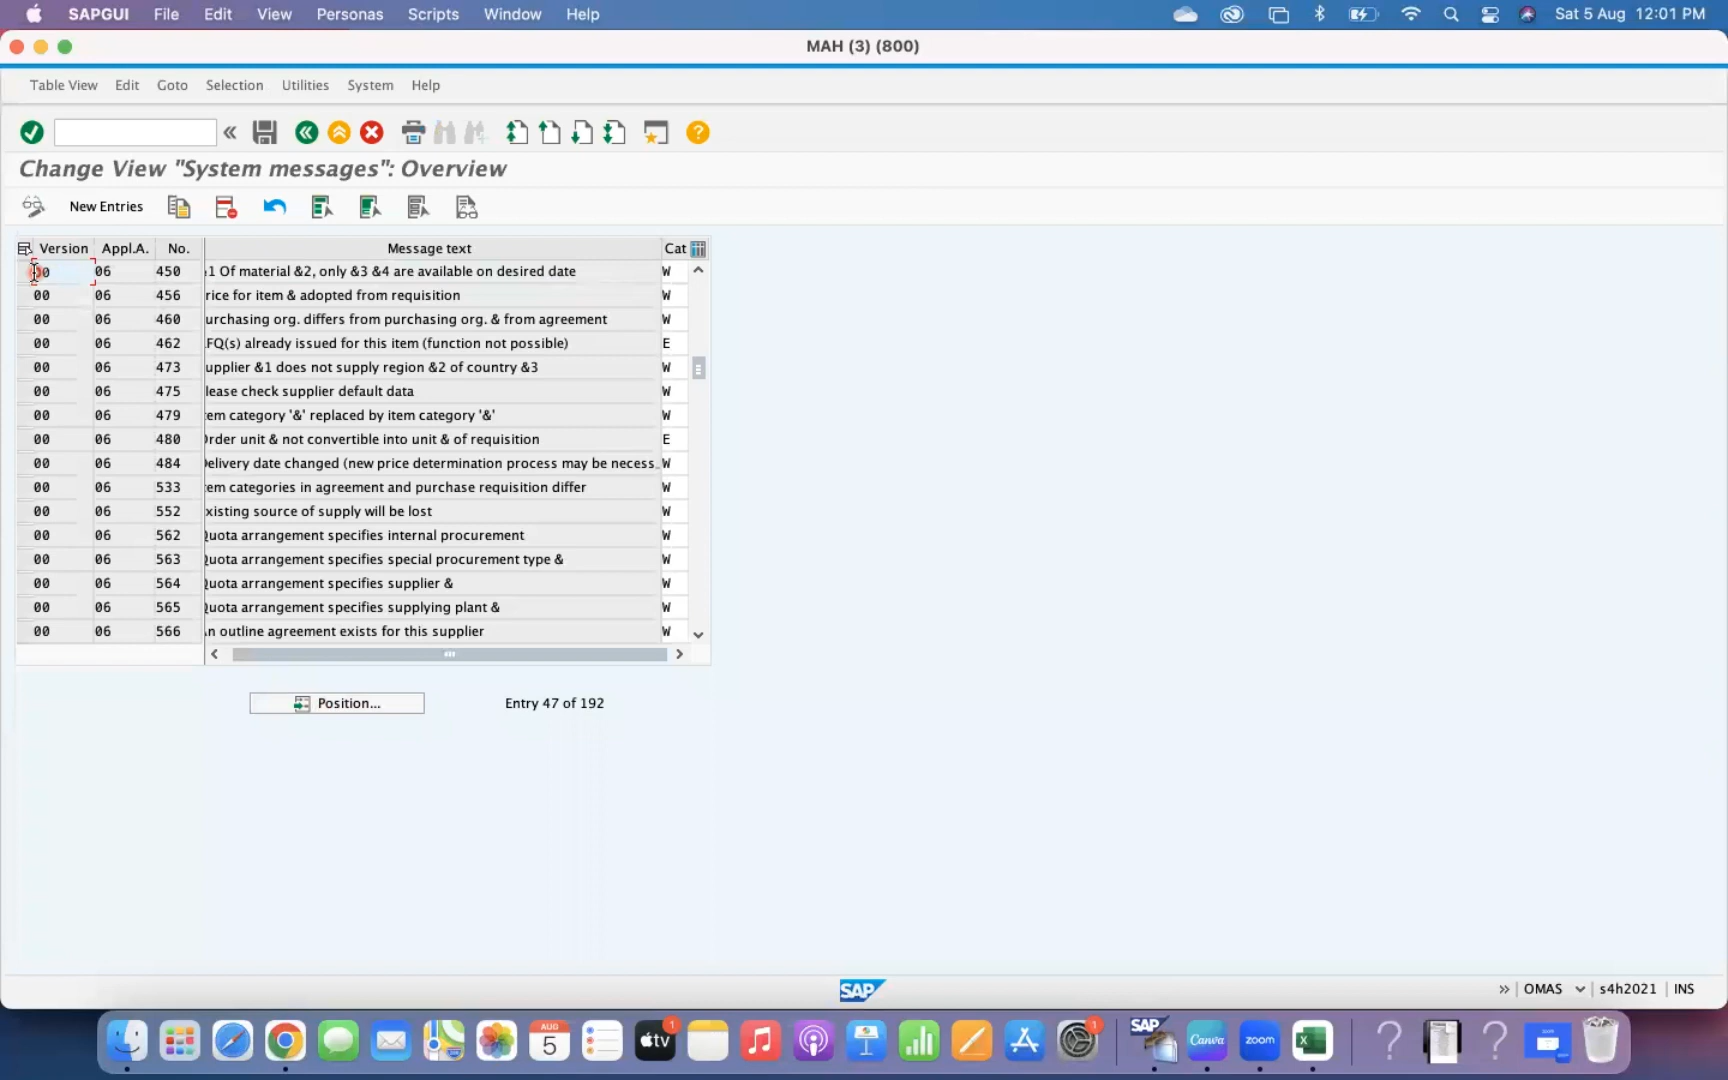 SAPGUI File Edit View Personas Scripts Window Help Sat 5 Aug 12:01 PM
MAH (3) (800)
Table View Edit Goto Selection Utilities System Help
Change View "System messages": Overview
New Entries
Version Appl.A. No. Message text Cat
06 450 1 Of material &2, only &3 &4 are available on desired date W
00 06 456 rice for item & adopted from requisition W
00 06 460 urchasing org. differs from purchasing org. & from agreement W
00 06 462 FQ(s) already issued for this item (function not possible) E
00 06 473 upplier &1 does not supply region &2 of country &3 W
00 06 475 lease check supplier default data W
00 06 479 em category '&' replaced by item category '&' W
00 06 480 Order unit & not convertible into unit & of requisition E
00 06 484 Delivery date changed (new price determination process may be necess_ W
00 06 533 em categories in agreement and purchase requisition differ W
00 06 552 xisting source of supply will be lost W
00 06 562 Quota arrangement specifies internal procurement W
00 06 563 Quota arrangement specifies special procurement type & W
00 06 564 Quota arrangement specifies supplier & W
00 06 565 Quota arrangement specifies supplying plant & W
00 06 566 n outline agreement exists for this supplier W
Position... Entry 47 of 192
SAP
OMAS s4h2021 INS
AUG
5
tv
1
1
SAP
Canva
zoom
X